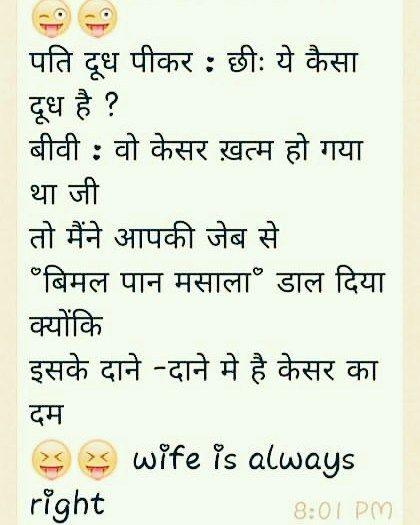 पति दूध पीकर : छीः ये कैसा
दूध है ?
बीवी : वो केसर ख़त्म हो गया
था जी
तो मैंने आपकी जेब से
°बिमल पान मसाला° डाल दिया
क्योंकि
इसके दाने -दाने मे है केसर का
दम
😝😝 wife is always
right
8:01 PM